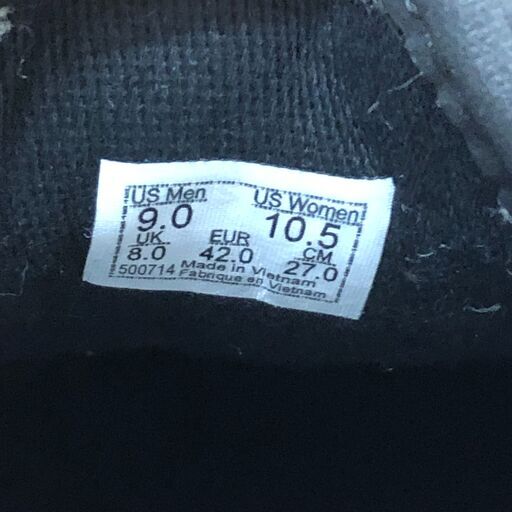 US Men US Women
9.0 10.5
UK EUR CM
8.0 42.0 27.0
500714 Made in Vietnam
Fabrique en Vietnam